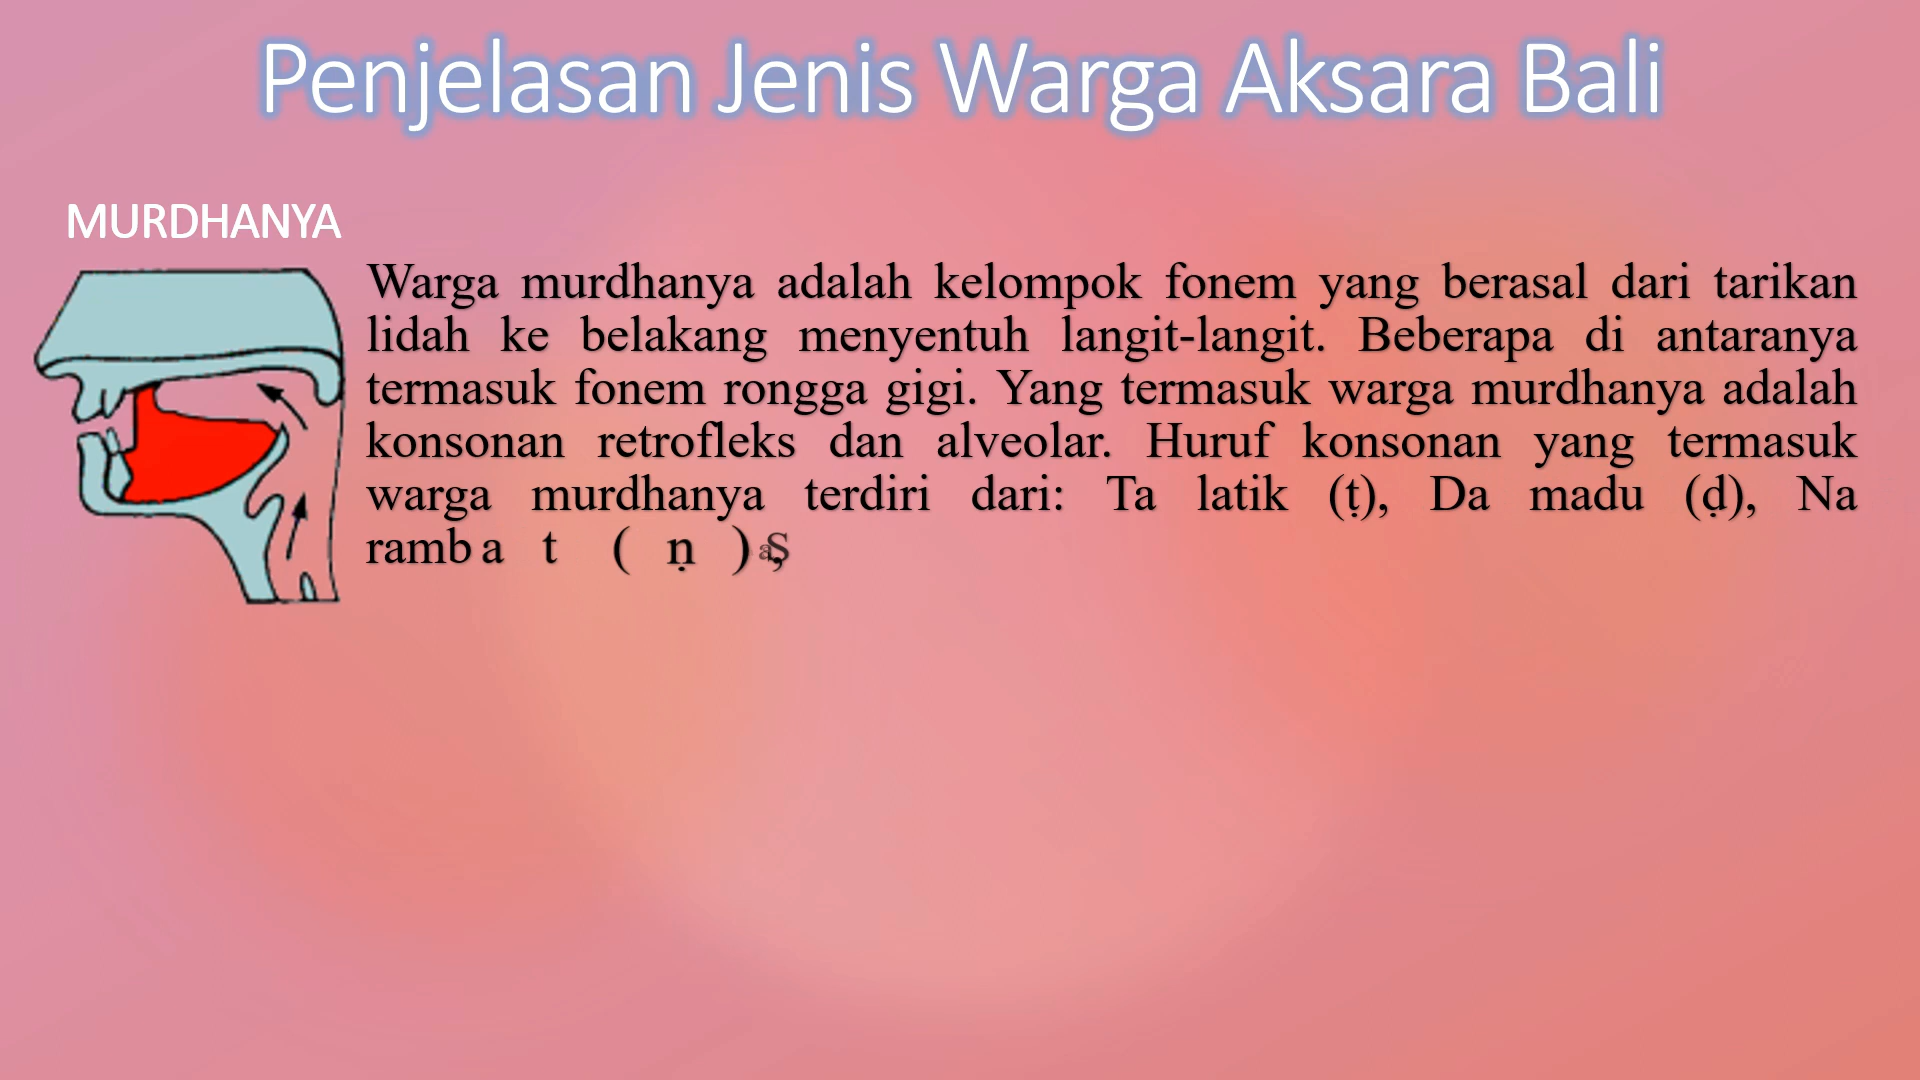 Penjelasan Jenis Warga Aksara Bali
MURDHANYA
Warga murdhanya adalah kelompok fonem yang berasal dari tarikan
lidah ke belakang menyentuh langit-langit. Beberapa di antaranya
termasuk fonem rongga gigi. Yang termasuk warga murdhanya adalah
konsonan retrofleks dan alveolar. Huruf konsonan yang termasuk
warga murdhanya terdiri dari: Ta latik (ṭ), Da madu (ḍ), Na
rambat (ṇ),